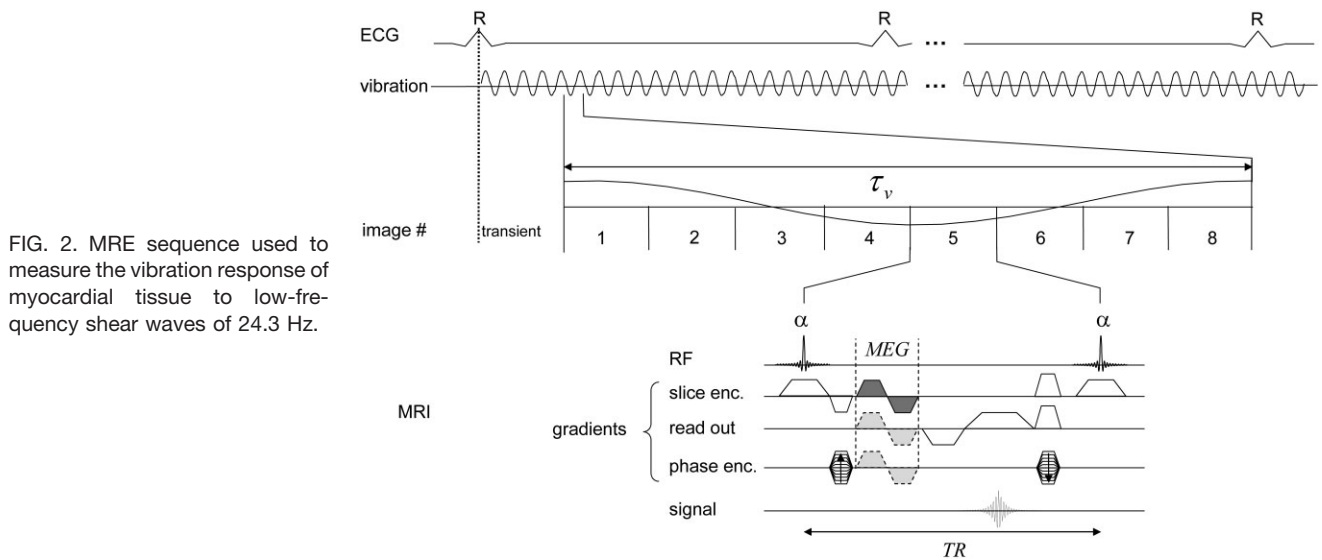 R R R
ECG
...
vibration
...
τv
image # transient 1 2 3 4 5 6 7 8
FIG. 2. MRE sequence used to
measure the vibration response of
myocardial tissue to low-fre-
quency shear waves of 24.3 Hz.
α α
RF MEG
slice enc.
MRI
gradients read out
phase enc.
signal
TR